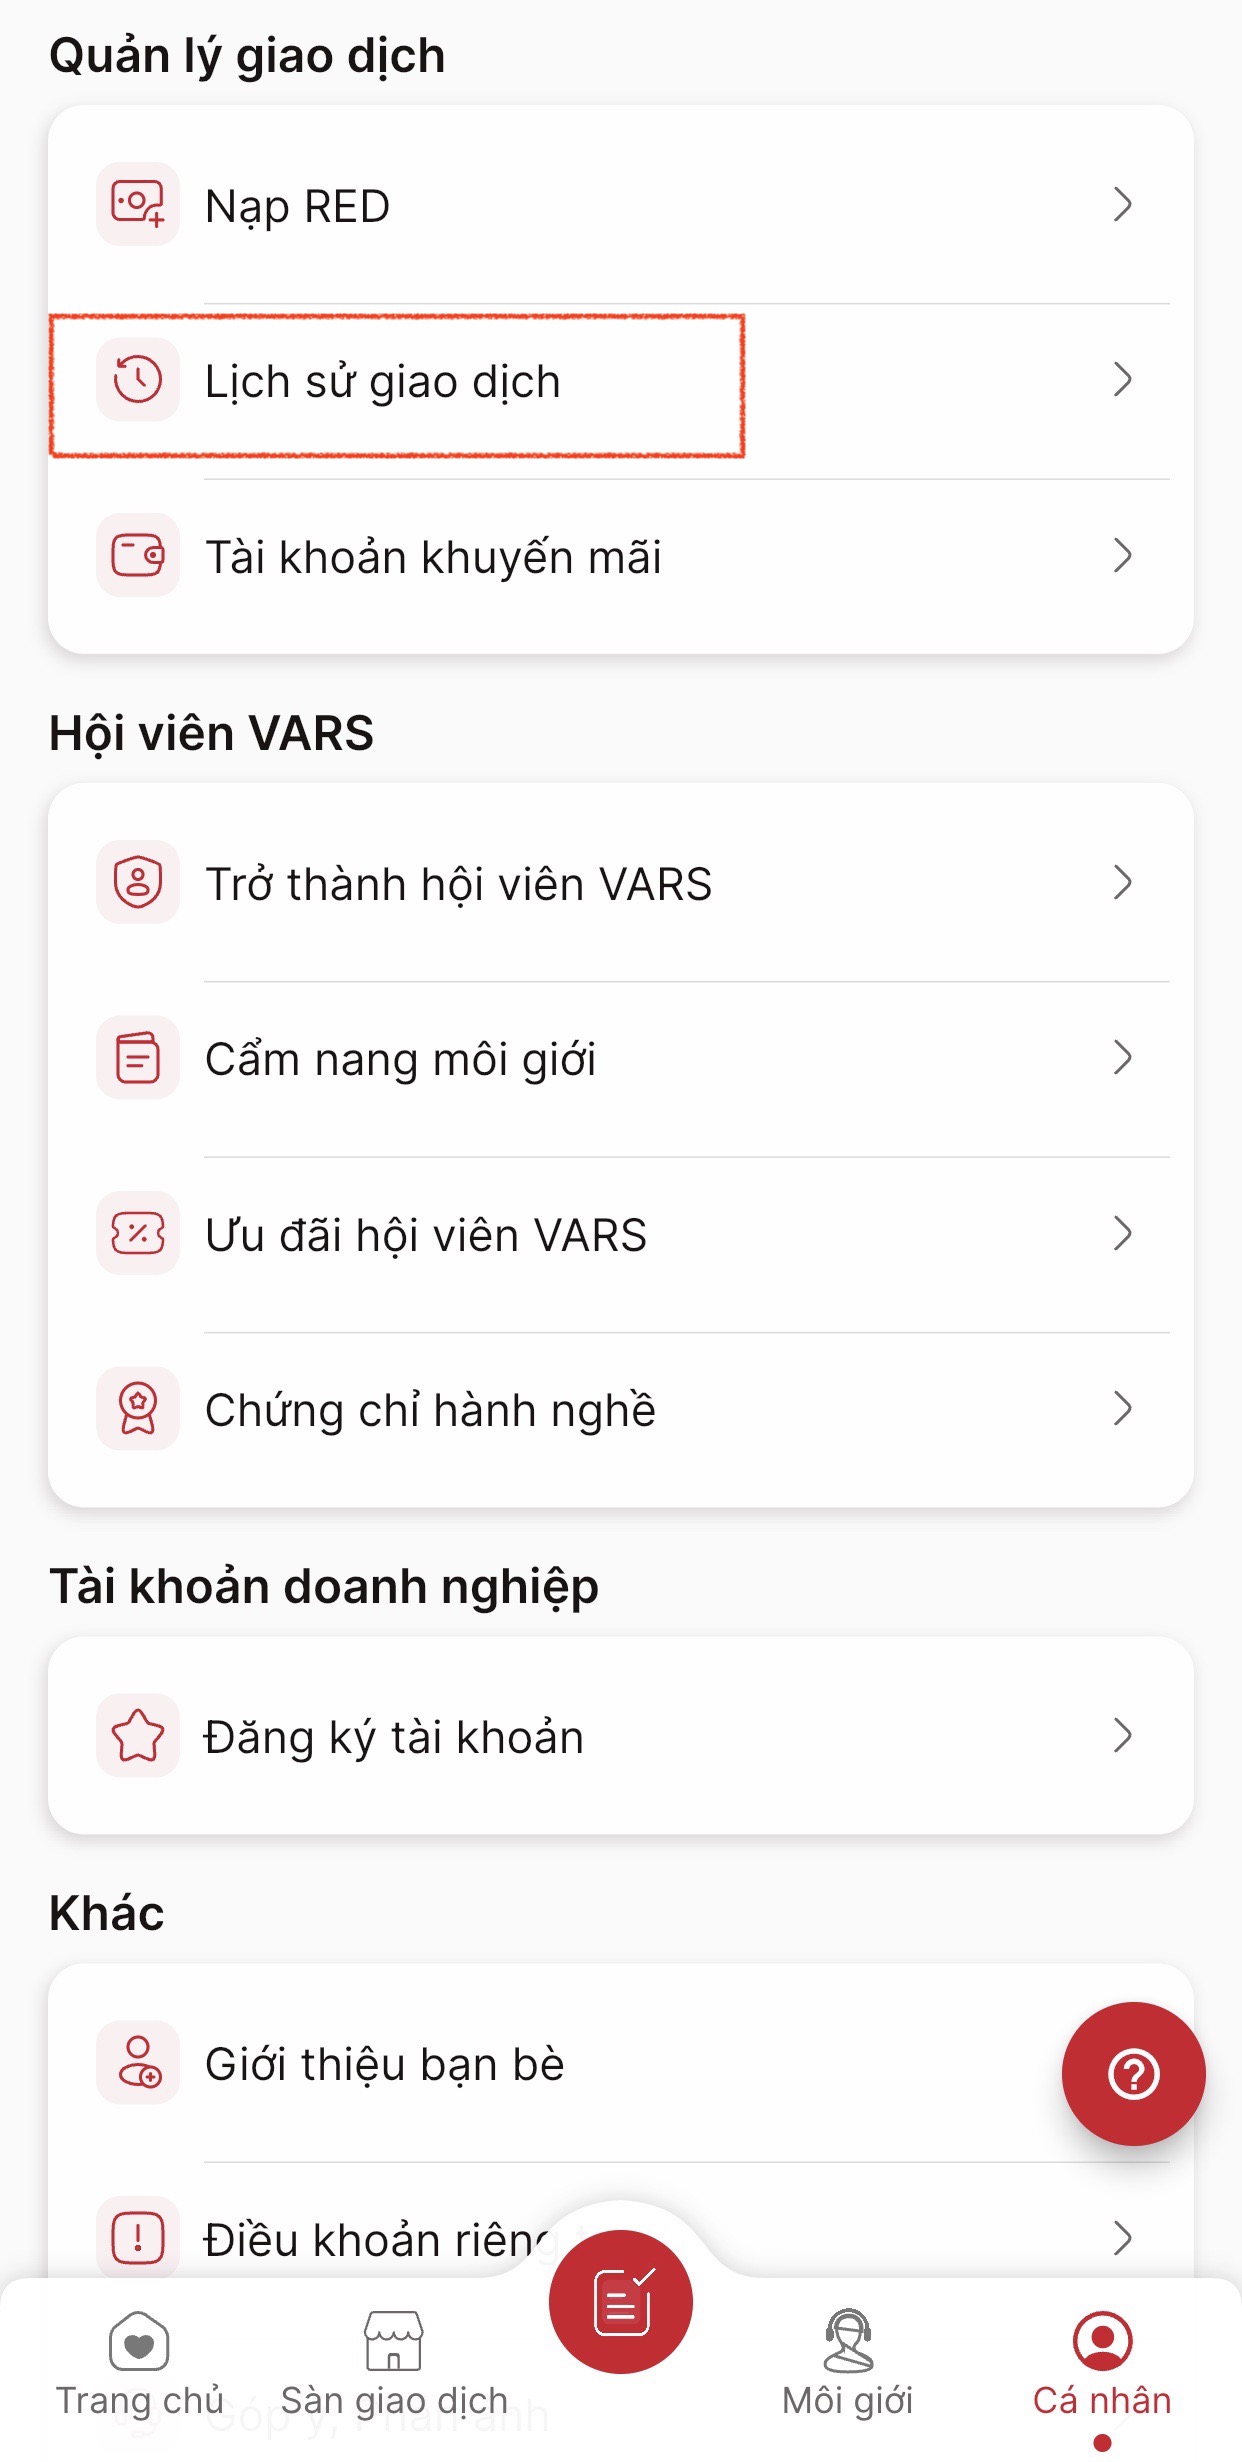 Quản lý giao dịch
Nạp RED
Lịch sử giao dịch
Tài khoản khuyến mãi
Hội viên VARS
Trở thành hội viên VARS
Cẩm nang môi giới
Ưu đãi hội viên VARS
Chứng chỉ hành nghề
Tài khoản doanh nghiệp
Đăng ký tài khoản
Khác
Giới thiệu bạn bè
Điều khoản riêng
Góp ý, Phản ánh
Trang chủ
Sàn giao dịch
Môi giới
Cá nhân